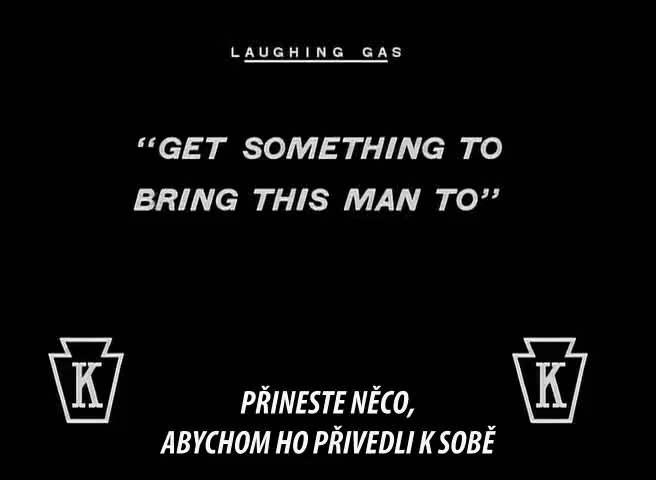 LAUGHING GAS
“GET SOMETHING TO
BRING THIS MAN TO”
K K
PŘINESTE NĚCO,
ABYCHOM HO PŘIVEDLI K SOBĚ